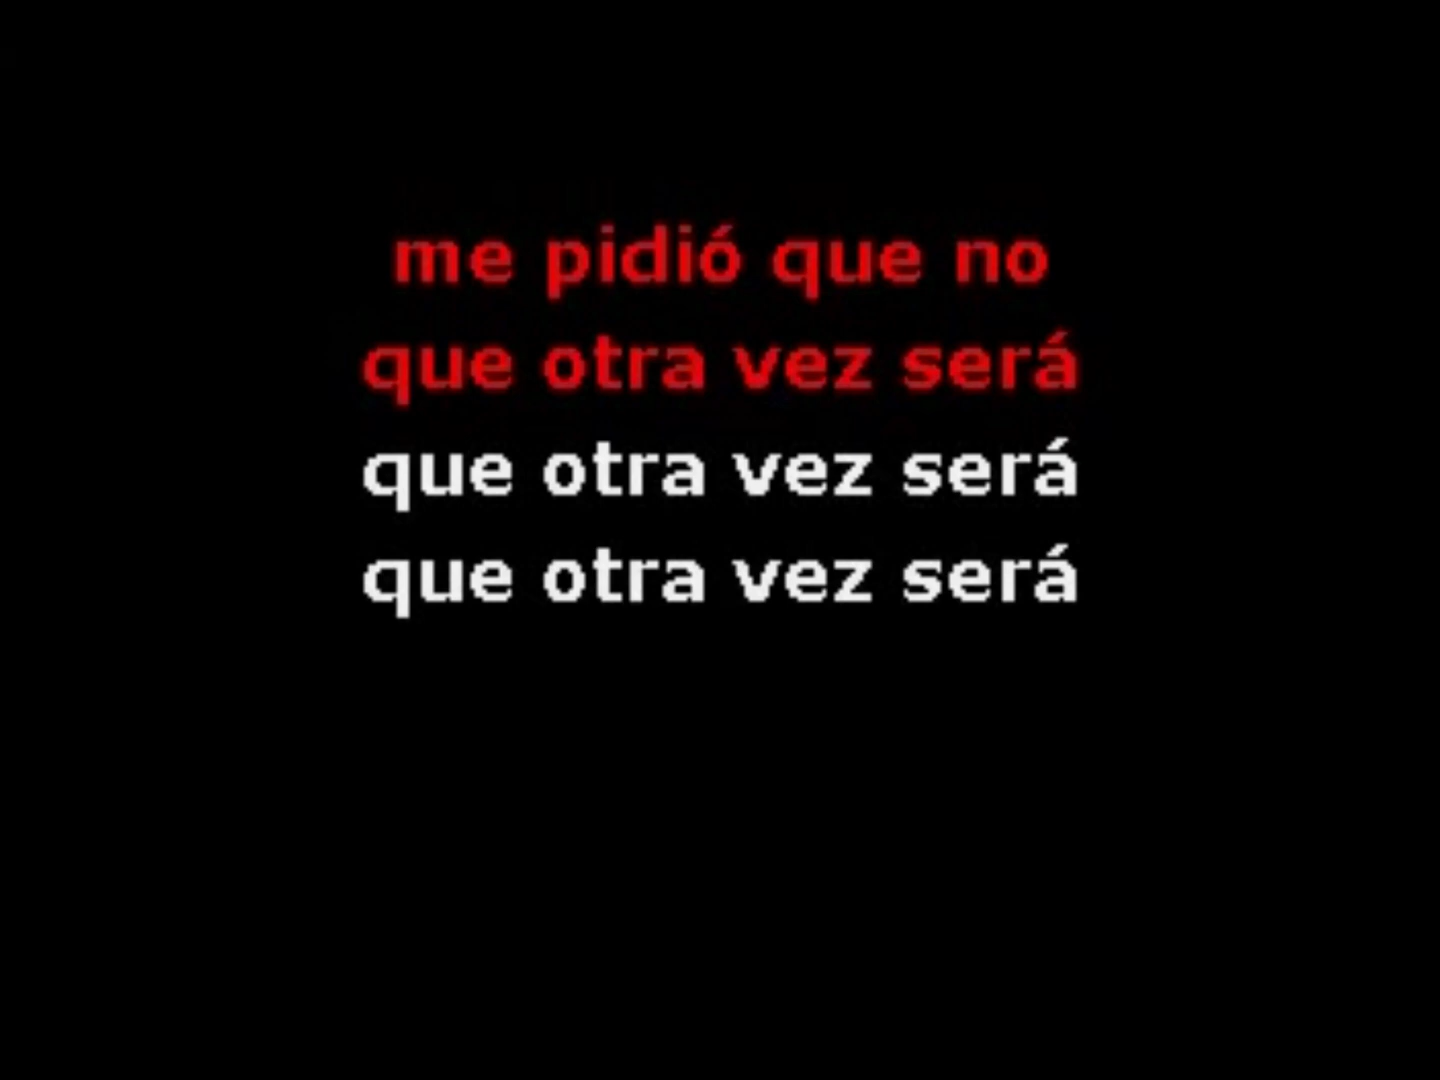 me pidió que no
que otra vez será
que otra vez será
que otra vez será